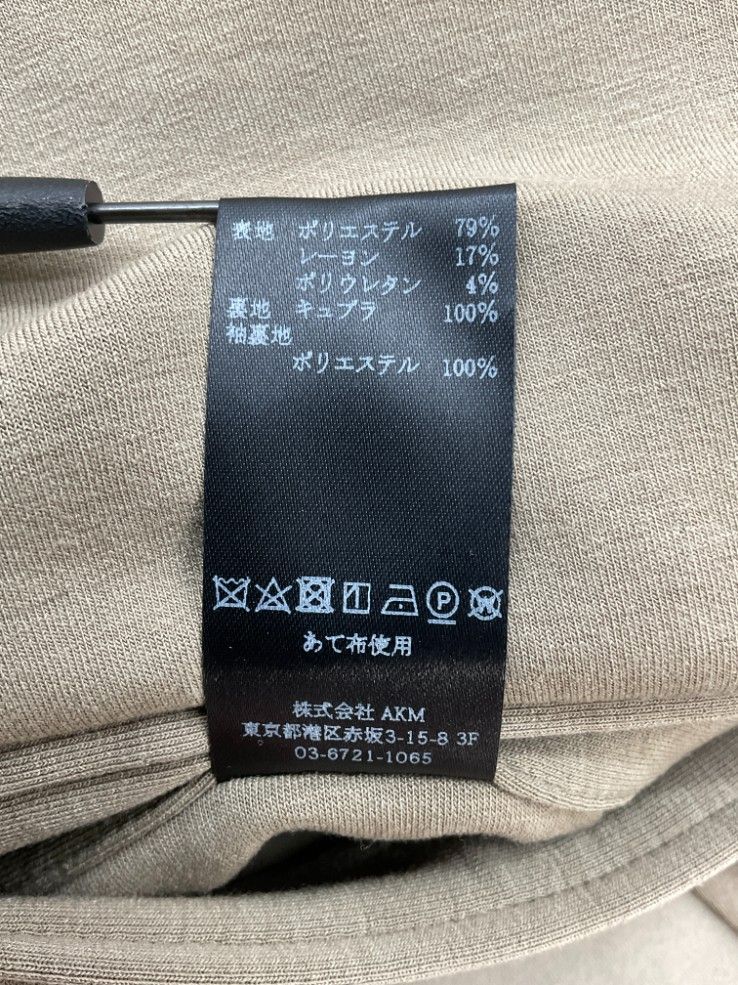 表地 ポリエステル 79%
レーヨン 17%
ポリウレタン 4%
裏地 キュプラ 100%
袖裏地
ポリエステル 100%
P W
あて布使用
株式会社 AKM
東京都港区赤坂3-15-8 3F
03-6721-1065